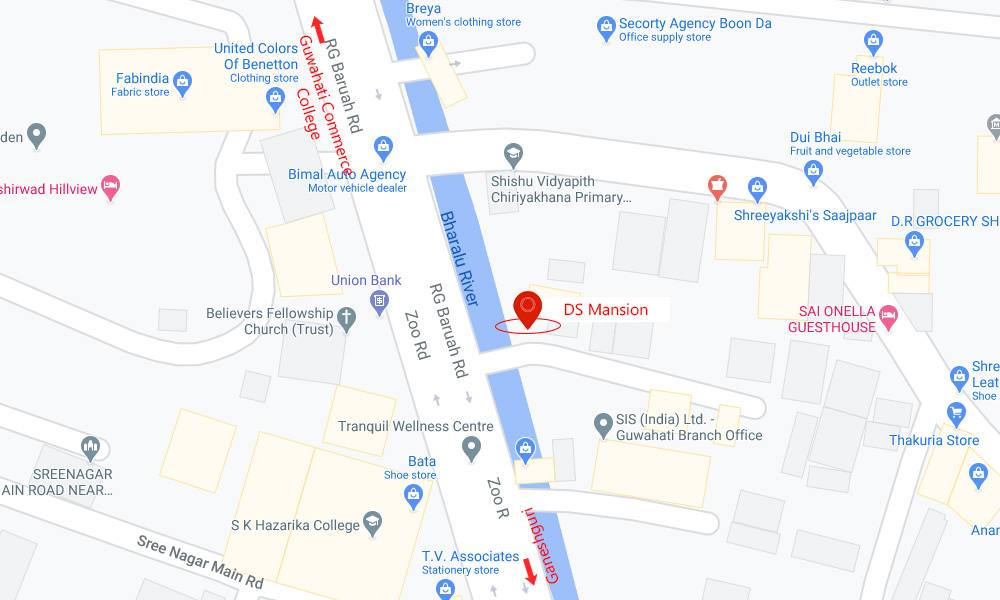 Breya
Women's clothing store
Secorty Agency Boon Da
Office supply store
United Colors
Of Benetton
Clothing store
Fabindia
Fabric store
RG Baruah Rd
Guwahati Commerce
College
Reebok
Outlet store
den
Dui Bhai
Fruit and vegetable store
Bimal Auto Agency
Motor vehicle dealer
Shishu Vidyapith
Chiriyakhana Primary...
shirwad Hillview
Shreeyakshi's Saajpaar
D.R GROCERY SH
Bharalu River
Union Bank
RG Baruah Rd
Zoo Rd
Believers Fellowship
Church (Trust)
DS Mansion
SAI ONELLA
GUESTHOUSE
Shre
Leat
Shoe
Tranquil Wellness Centre
SIS (India) Ltd. -
Guwahati Branch Office
Thakuria Store
Bata
Shoe store
SREENAGAR
AIN ROAD NEAR...
Zoo R
S K Hazarika College
Ganeshguri
Sree Nagar Main Rd
T.V. Associates
Stationery store
Anan